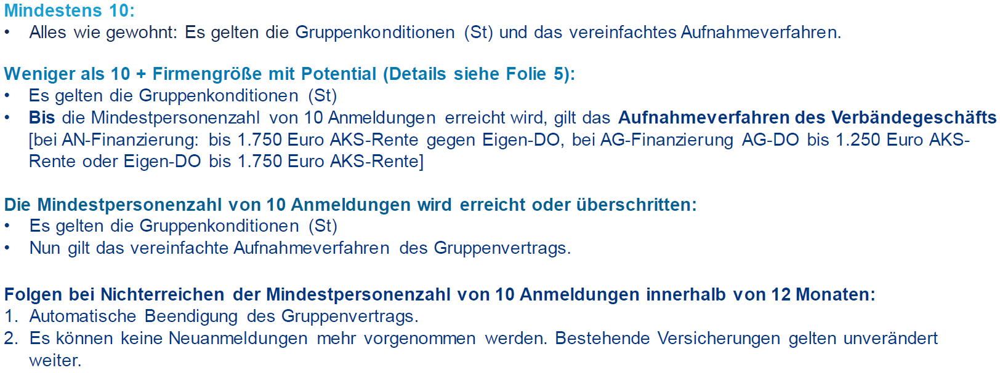 Mindestens 10:
• Alles wie gewohnt: Es gelten die Gruppenkonditionen (St) und das vereinfachtes Aufnahmeverfahren.
Weniger als 10 + Firmengröße mit Potential (Details siehe Folie 5):
• Es gelten die Gruppenkonditionen (St)
• Bis die Mindestpersonenzahl von 10 Anmeldungen erreicht wird, gilt das Aufnahmeverfahren des Verbändegeschäfts
[bei AN-Finanzierung: bis 1.750 Euro AKS-Rente gegen Eigen-DO, bei AG-Finanzierung AG-DO bis 1.250 Euro AKS-
Rente oder Eigen-DO bis 1.750 Euro AKS-Rente]
Die Mindestpersonenzahl von 10 Anmeldungen wird erreicht oder überschritten:
• Es gelten die Gruppenkonditionen (St)
• Nun gilt das vereinfachte Aufnahmeverfahren des Gruppenvertrags.
Folgen bei Nichterreichen der Mindestpersonenzahl von 10 Anmeldungen innerhalb von 12 Monaten:
1. Automatische Beendigung des Gruppenvertrags.
2. Es können keine Neuanmeldungen mehr vorgenommen werden. Bestehende Versicherungen gelten unverändert
weiter.